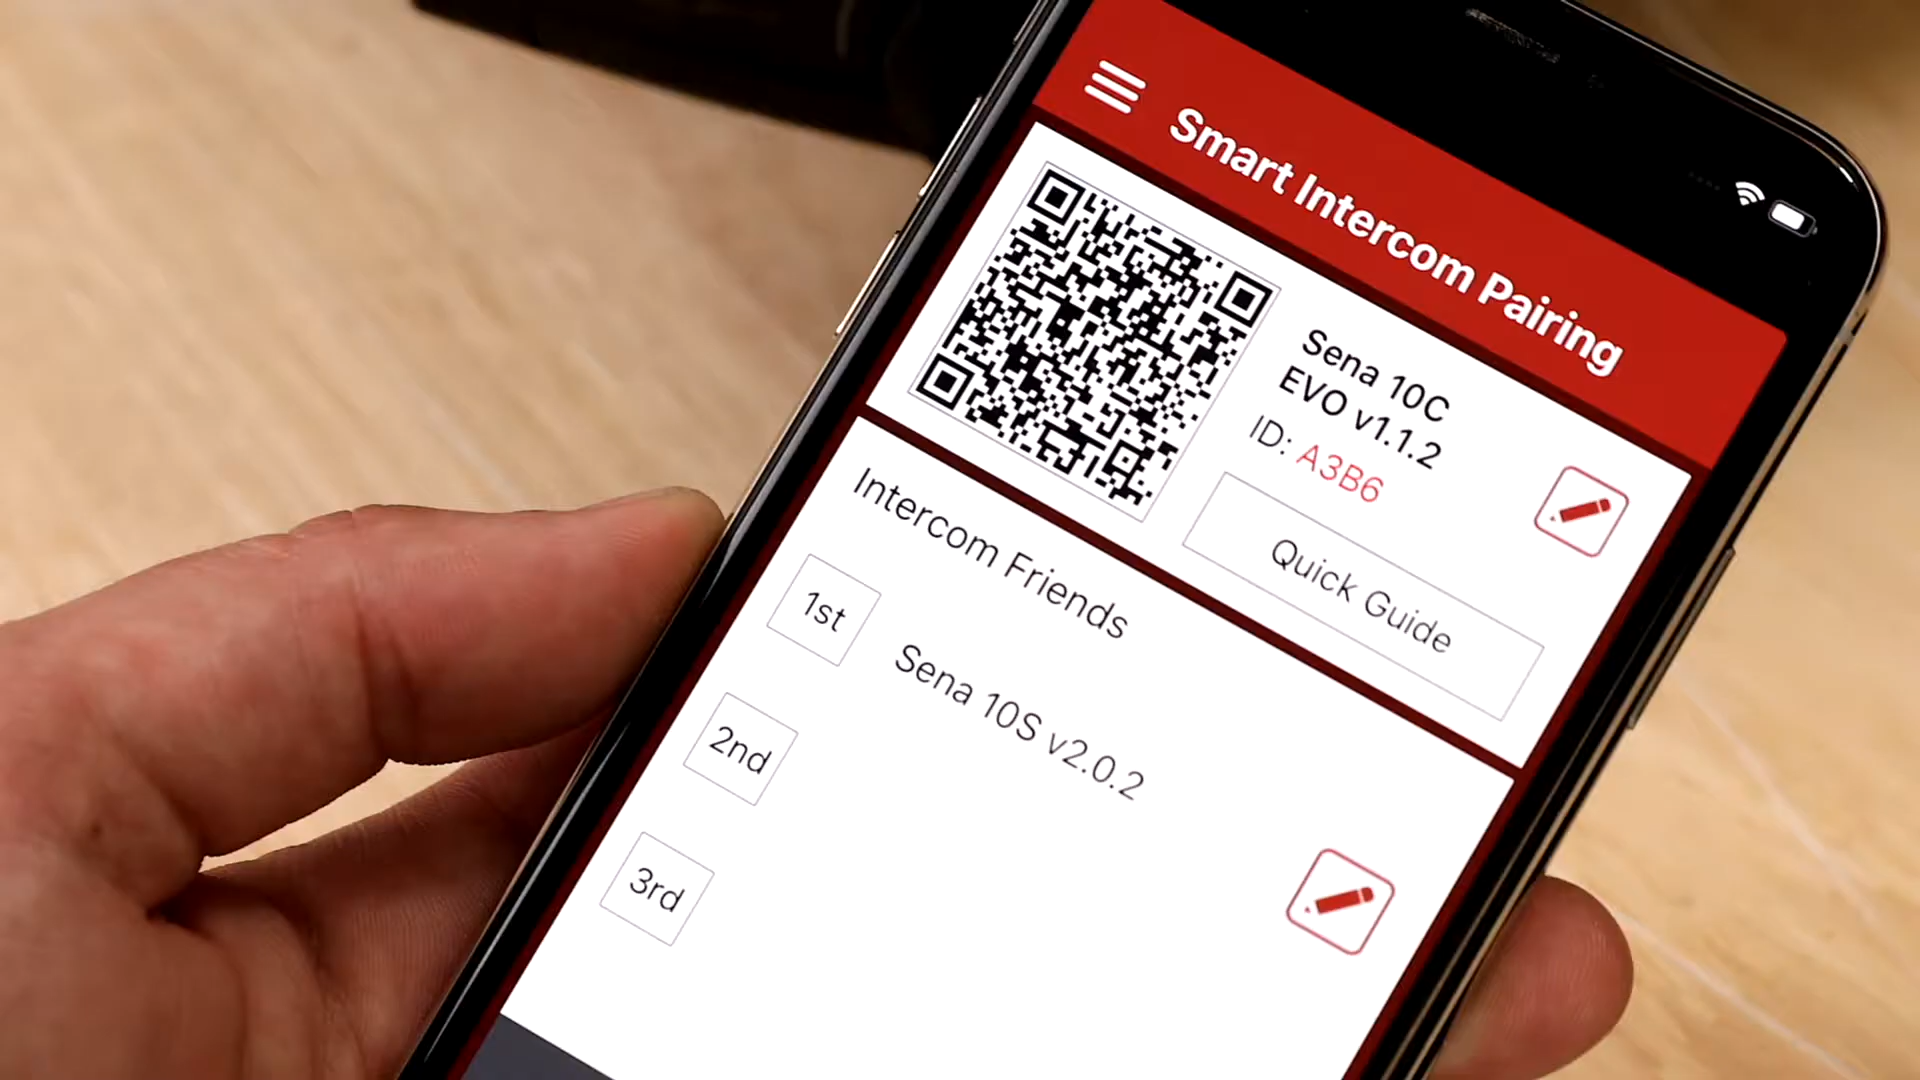 Smart Intercom Pairing
Sena 10C
EVO v1.1.2
ID: A3B6
Quick Guide
Intercom Friends
1st
Sena 10S v2.0.2
2nd
3rd